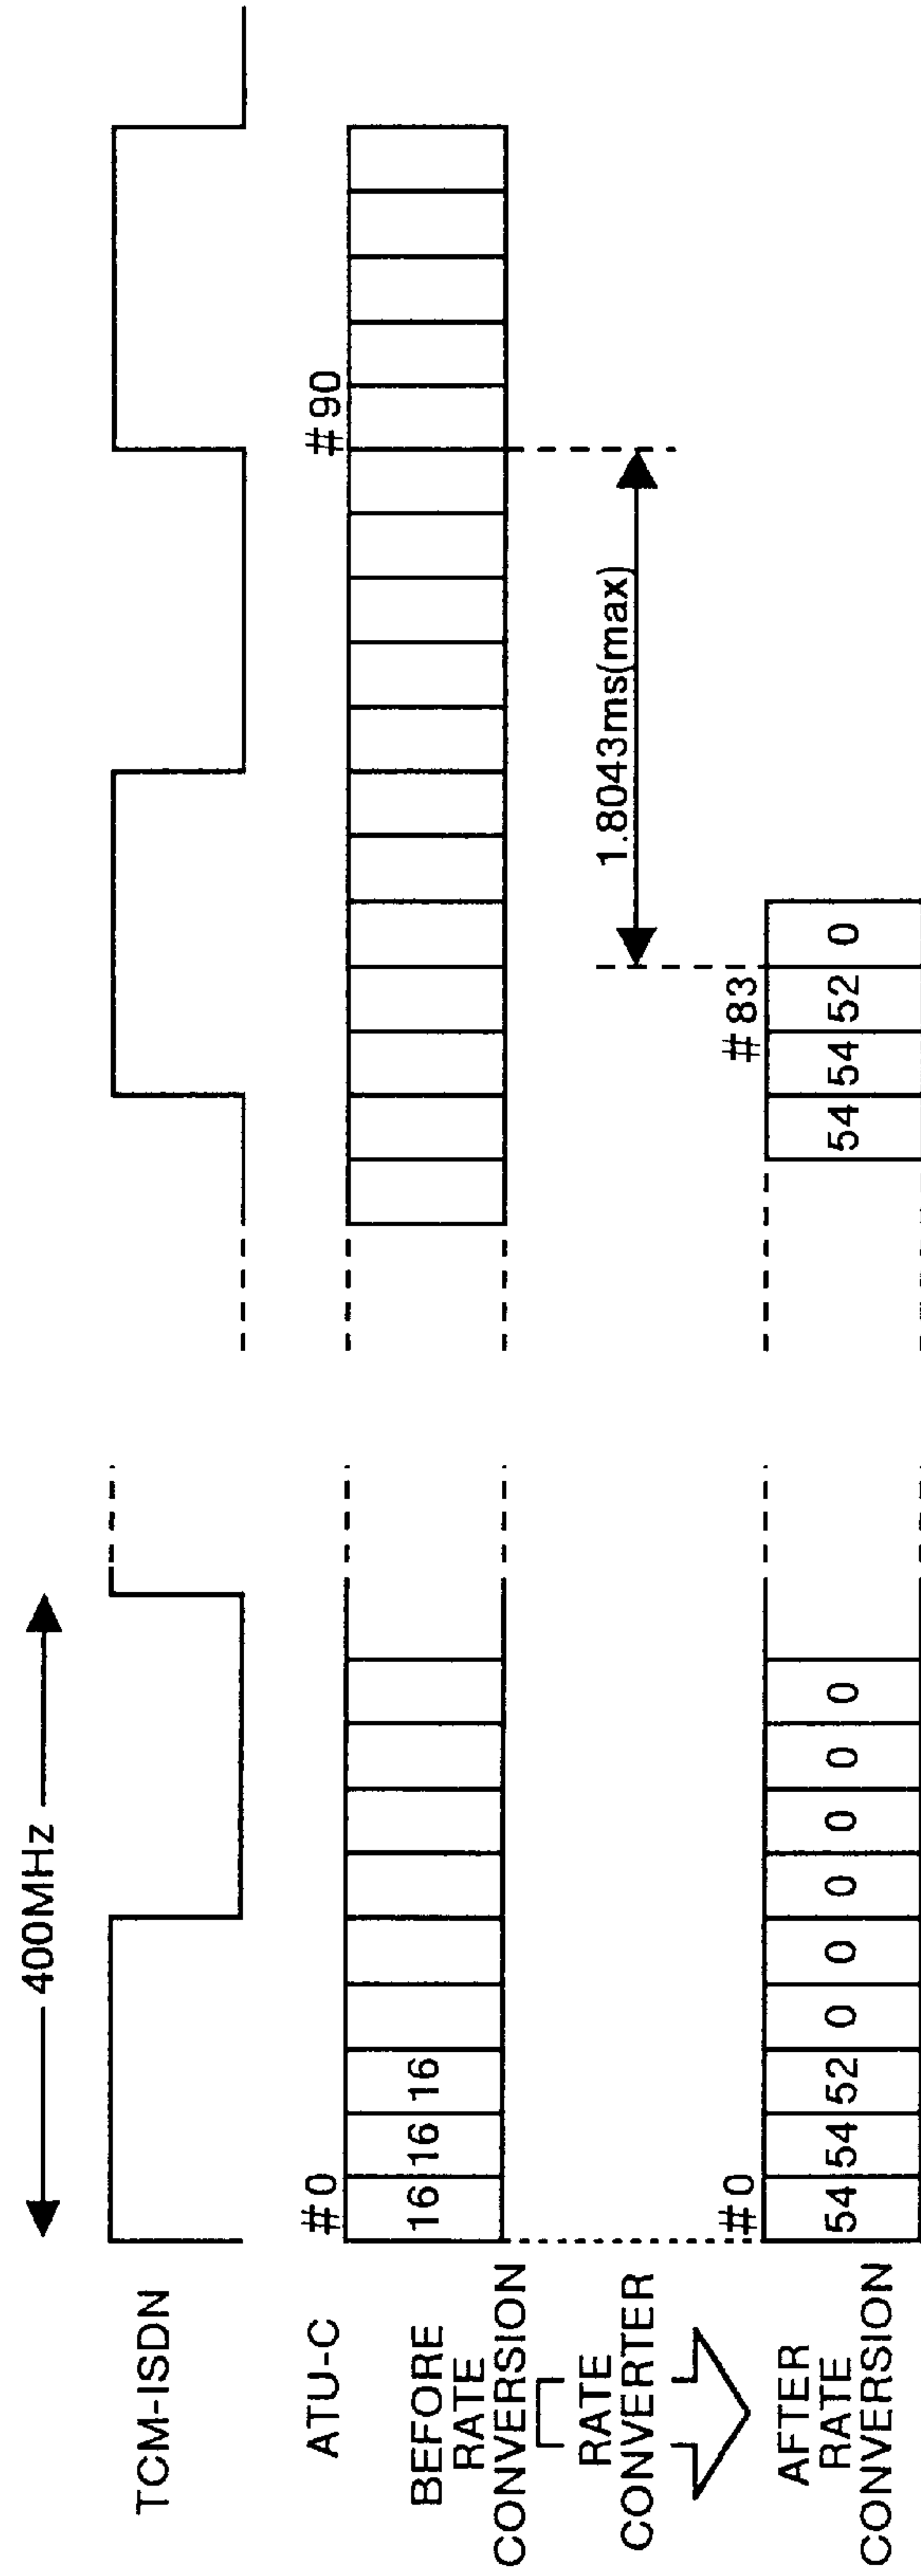 400MHz
TCM-ISDN
ATU-C
#0
#90
BEFORE
RATE
CONVERSION
16 16 16
RATE
CONVERTER
1.8043ms(max)
#0
#83
AFTER
RATE
CONVERSION
54 54 52 0 0 0 0 0 0
54 54 52 0